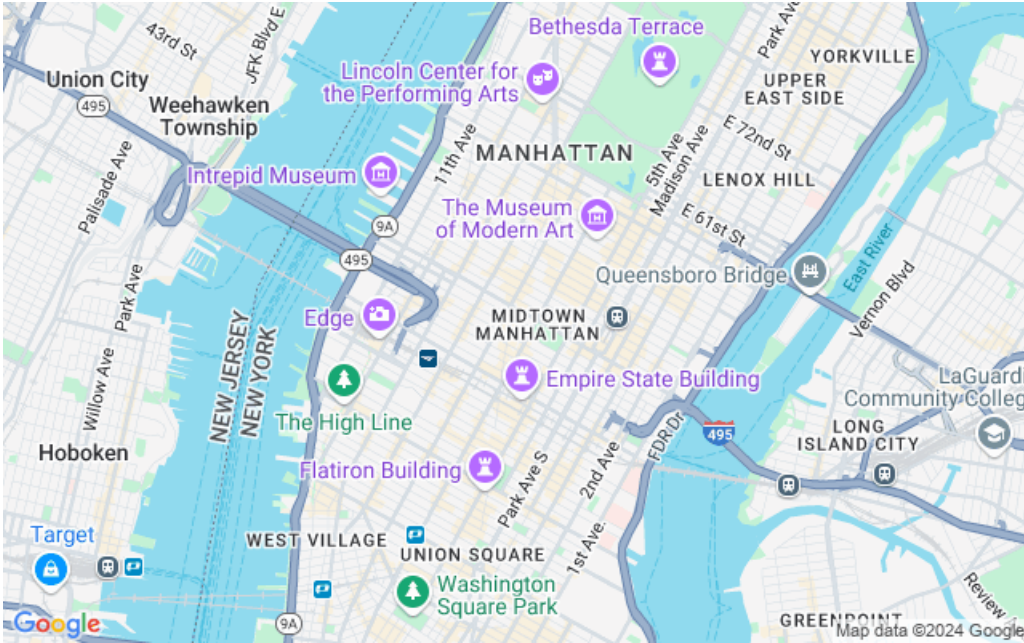 43rd St
JFK Blvd E
Bethesda Terrace
Park Ave
YORKVILLE
Union City
495
Lincoln Center for
the Performing Arts
UPPER
EAST SIDE
Weehawken
Township
11th Ave
E 72nd St
MANHATTAN
5th Ave
Madison Ave
LENOX HILL
Palisade Ave
Intrepid Museum
The Museum
of Modern Art
E 61st St
9A
495
Queensboro Bridge
East River
Vernon Blvd
Park Ave
Edge
MIDTOWN
MANHATTAN
NEW JERSEY
NEW YORK
Willow Ave
Empire State Building
The High Line
LaGuardi
Community Colleg
LONG
ISLAND CITY
495
FDR Dr
Hoboken
Flatiron Building
Park Ave S
2nd Ave
1st Ave.
WEST VILLAGE
UNION SQUARE
Target
Washington
Square Park
9A
Review
GREENPOINT
Google
Map data ©2024 Google